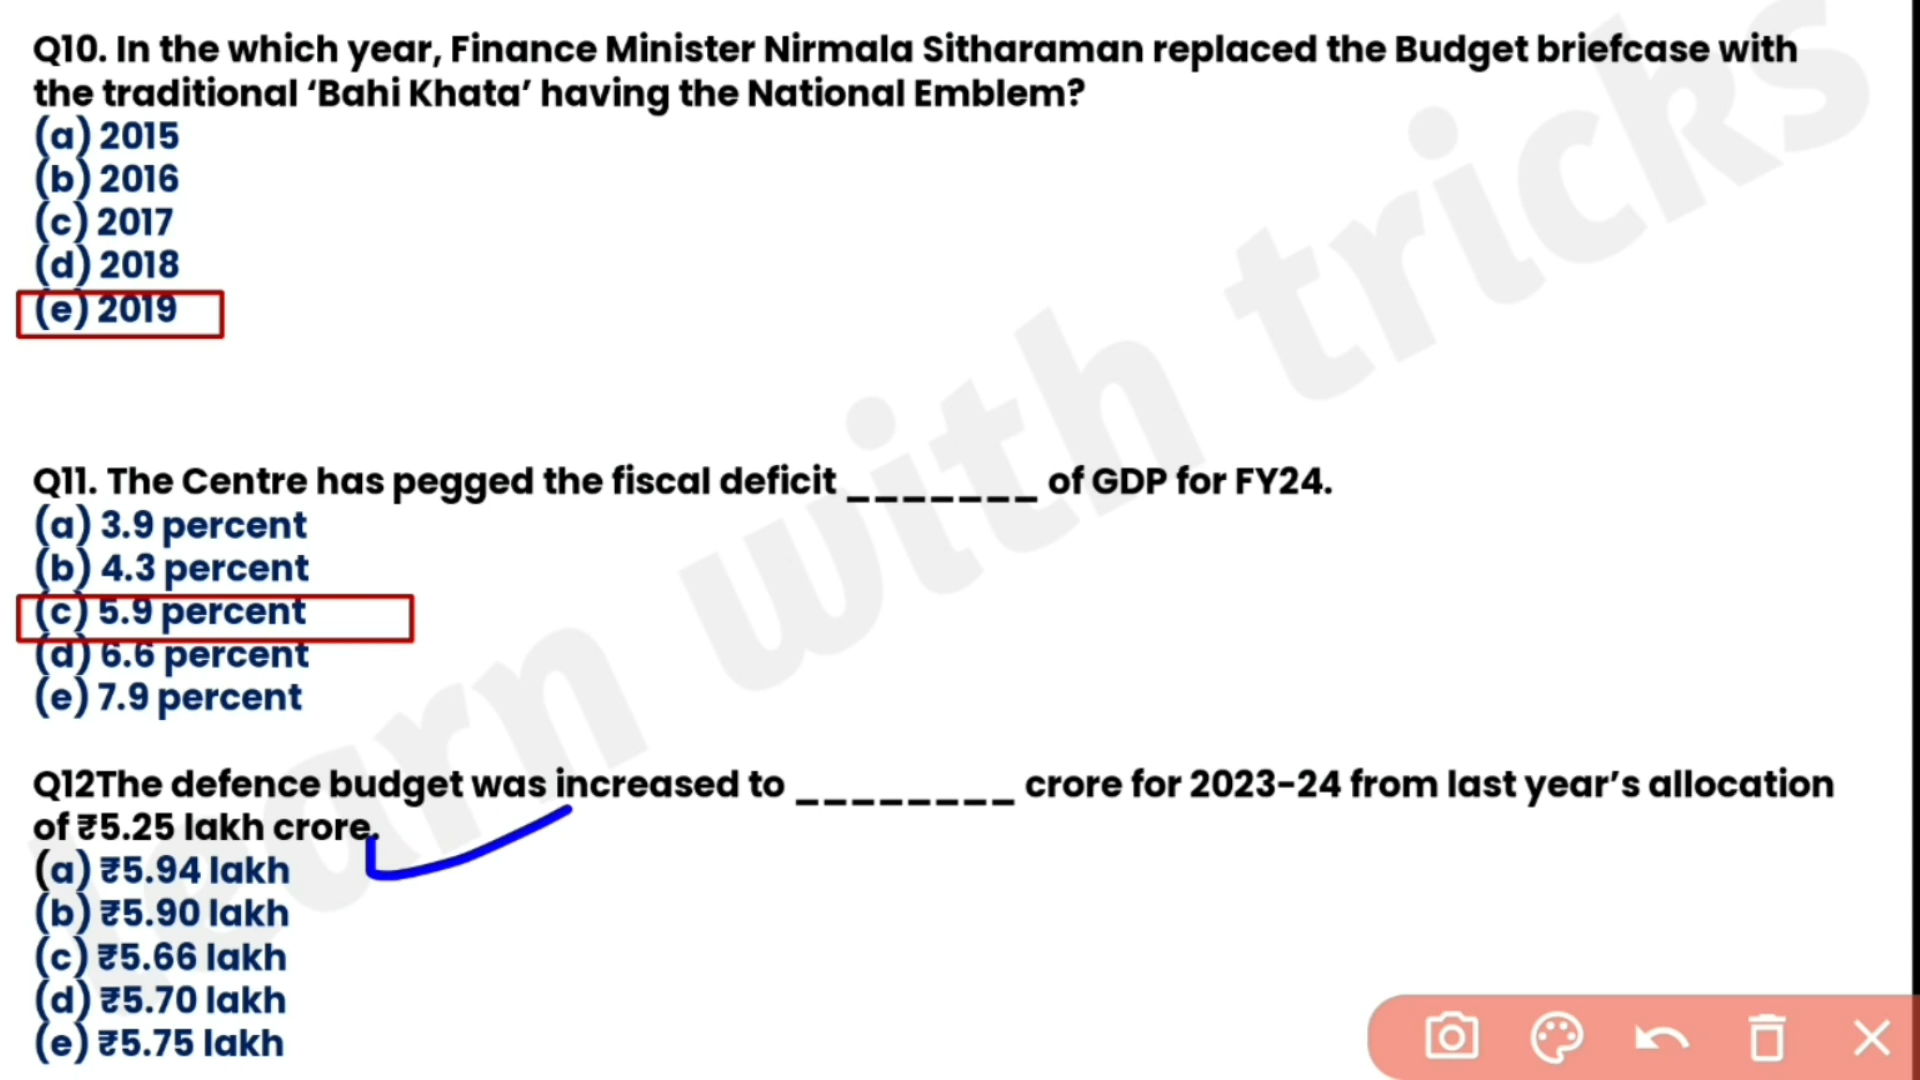 Q10. In the which year, Finance Minister Nirmala Sitharaman replaced the Budget briefcase with
the traditional ‘Bahi Khata’ having the National Emblem?
(a) 2015
(b) 2016
(c) 2017
(d) 2018
(e) 2019
Q11. The Centre has pegged the fiscal deficit _______ of GDP for FY24.
(a) 3.9 percent
(b) 4.3 percent
(c) 5.9 percent
(d) 6.6 percent
(e) 7.9 percent
Q12The defence budget was increased to ________ crore for 2023-24 from last year’s allocation
of ₹5.25 lakh crore.
(a) ₹5.94 lakh
(b) ₹5.90 lakh
(c) ₹5.66 lakh
(d) ₹5.70 lakh
(e) ₹5.75 lakh
learn with tricks